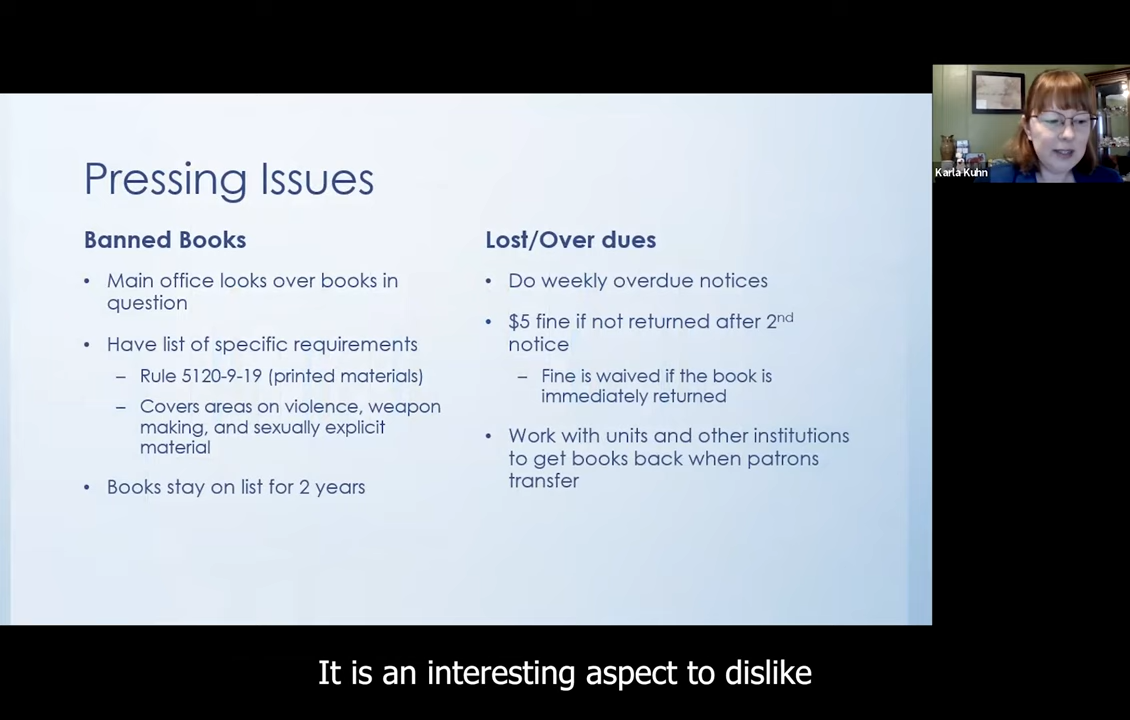 Karla Kuhn
Pressing Issues
Banned Books
• Main office looks over books in
question
• Have list of specific requirements
– Rule 5120-9-19 (printed materials)
– Covers areas on violence, weapon
making, and sexually explicit
material
• Books stay on list for 2 years
Lost/Over dues
• Do weekly overdue notices
• $5 fine if not returned after 2nd
notice
– Fine is waived if the book is
immediately returned
• Work with units and other institutions
to get books back when patrons
transfer
It is an interesting aspect to dislike